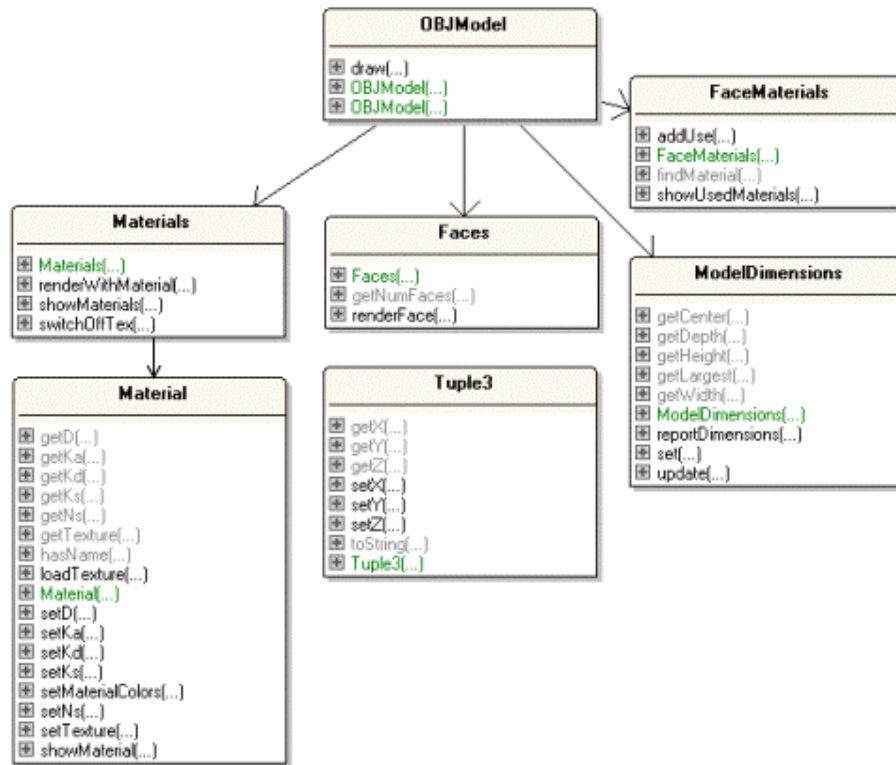 OBJModel
draw(...)
OBJModel(...)
OBJModel(...)
FaceMaterials
addUse(...)
FaceMaterials(...)
findMaterial(...)
showUsedMaterials(...)
Materials
Materials(...)
renderWithMaterial(...)
showMaterials(...)
switchOffTex(...)
Faces
Faces(...)
getNumFaces(...)
renderFace(...)
ModelDimensions
getCenter(...)
getDepth(...)
getHeight(...)
getLargest(...)
getWidth(...)
ModelDimensions(...)
reportDimensions(...)
set(...)
update(...)
Material
getD(...)
getKa(...)
getKd(...)
getKs(...)
getNs(...)
getTexture(...)
hasName(...)
loadTexture(...)
Material(...)
setD(...)
setKa(...)
setKd(...)
setKs(...)
setMaterialColors(...)
setNs(...)
setTexture(...)
showMaterial(...)
Tuple3
getX(...)
getY(...)
getZ(...)
setX(...)
setY(...)
setZ(...)
toString(...)
Tuple3(...)